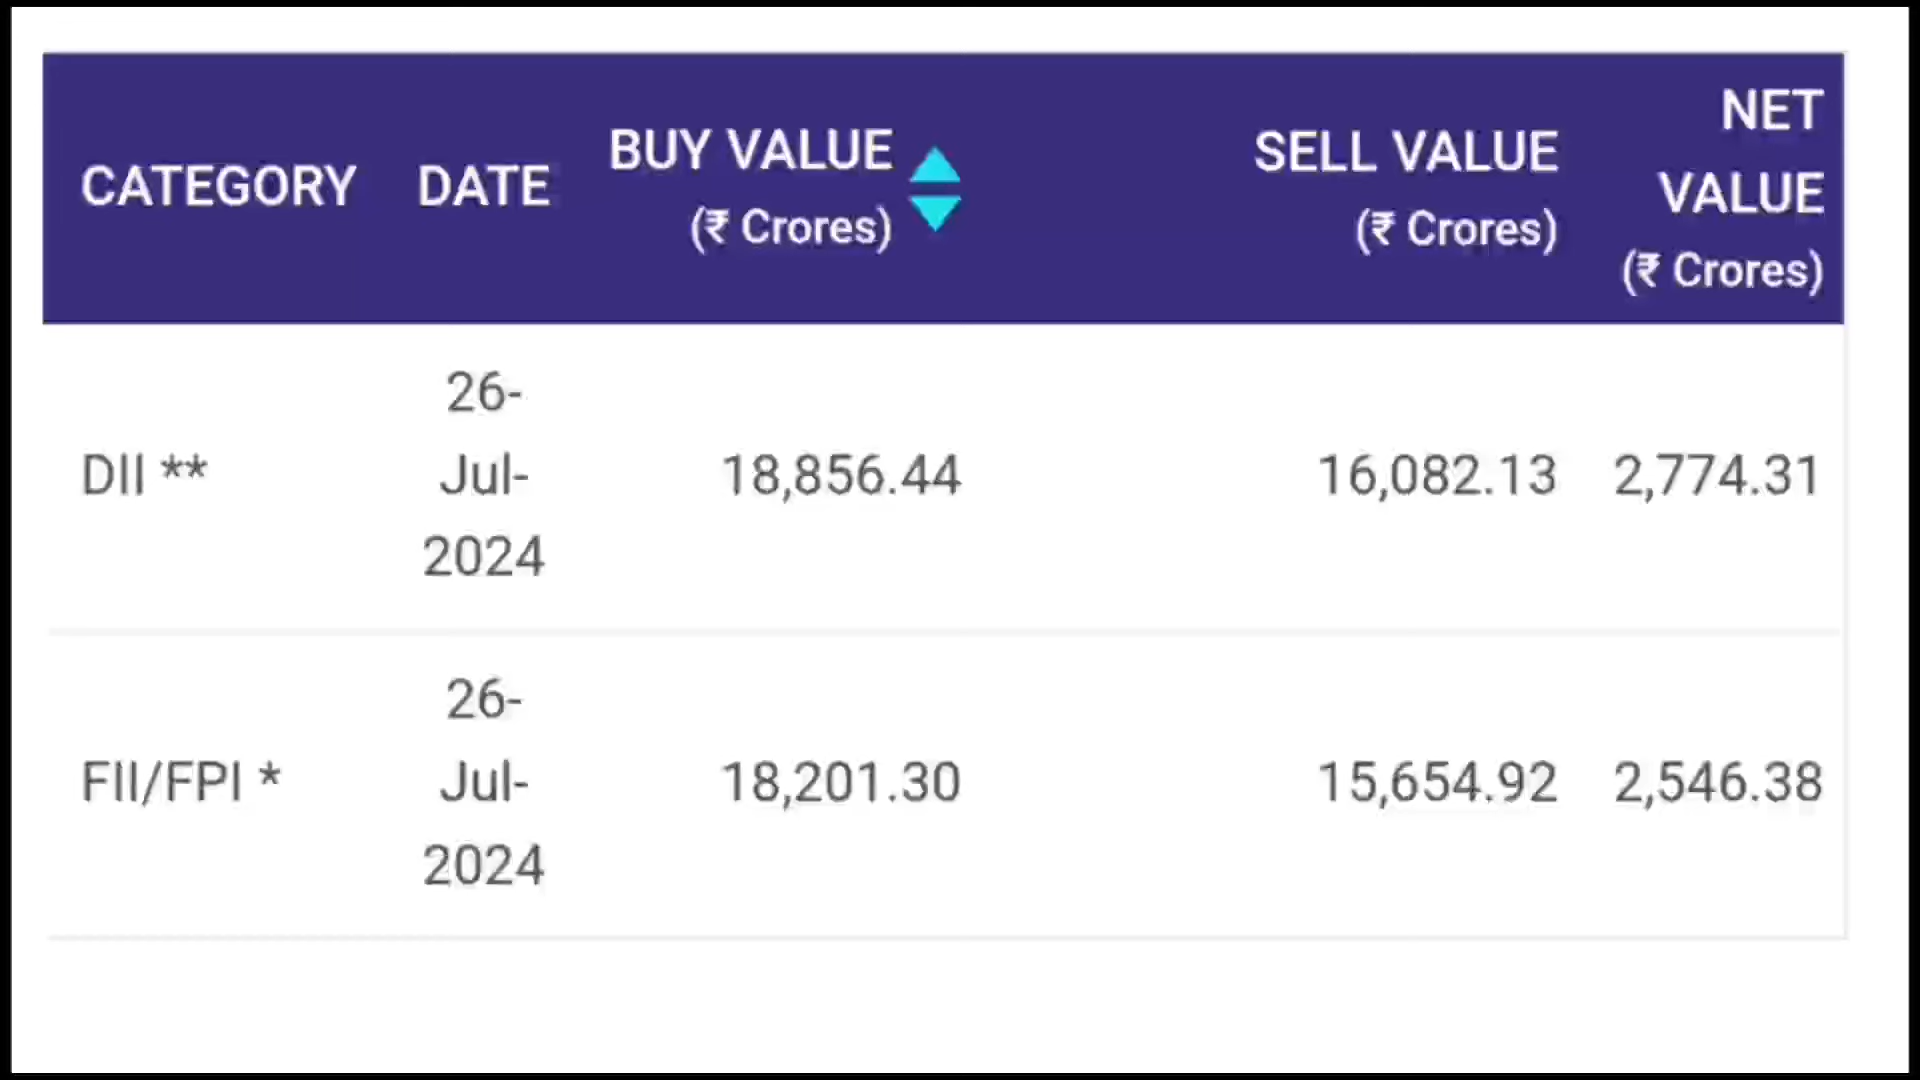 CATEGORY
DATE
BUY VALUE
(₹ Crores)
SELL VALUE
(₹ Crores)
NET
VALUE
(₹ Crores)
DII **
26-
Jul-
2024
18,856.44
16,082.13
2,774.31
FII/FPI *
26-
Jul-
2024
18,201.30
15,654.92
2,546.38